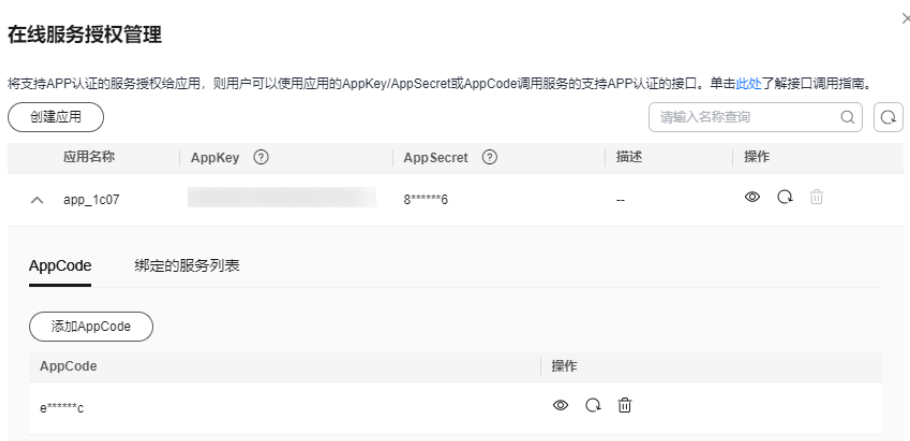 在线服务授权管理
将支持APP认证的服务授权给应用，则用户可以使用应用的AppKey/AppSecret或AppCode调用服务的支持APP认证的接口。单击此处了解接口调用指南。
创建应用 请输入名称查询
应用名称 AppKey ? AppSecret ? 描述 操作
app_1c07 8******6 --
AppCode 绑定的服务列表
添加AppCode
AppCode 操作
e******c